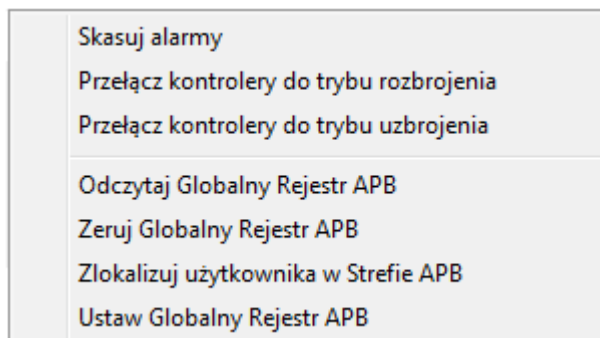 Skasuj alarmy
Przełącz kontrolery do trybu rozbrojenia
Przełącz kontrolery do trybu uzbrojenia
Odczytaj Globalny Rejestr APB
Zeruj Globalny Rejestr APB
Zlokalizuj użytkownika w Strefie APB
Ustaw Globalny Rejestr APB